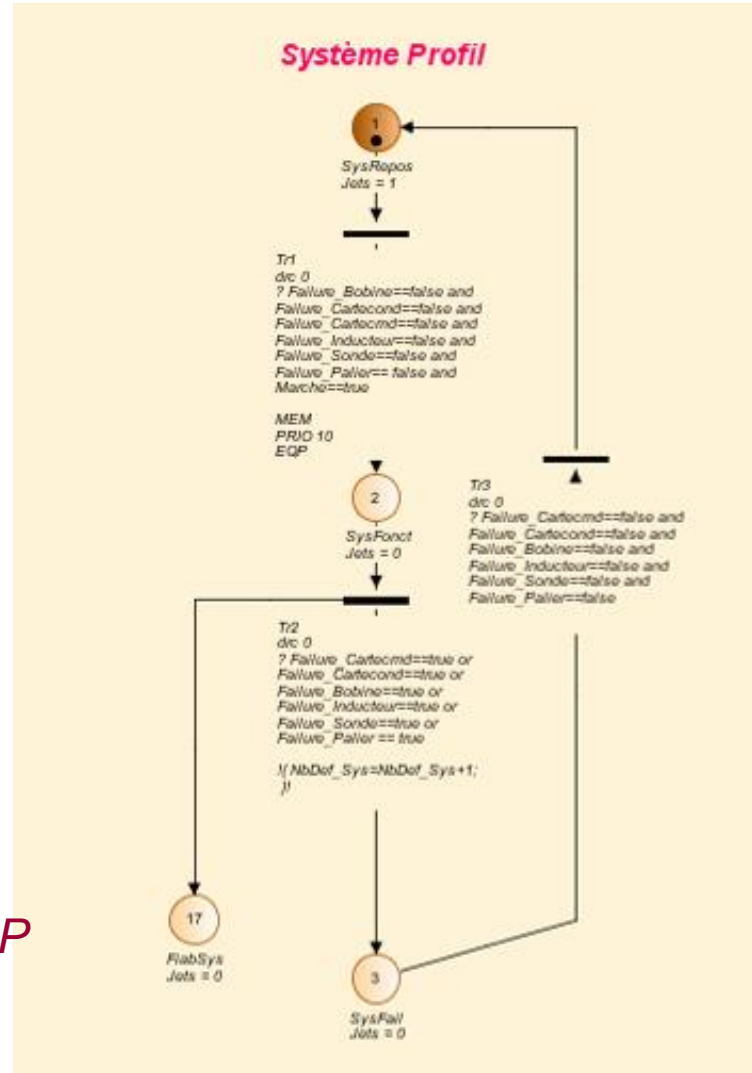 Système Profil
1
SysRepos
Jets = 1
Tr1
drc 0
? Failure_Bobine==false and
Failure_Cartecond==false and
Failure_Cartecmd==false and
Failure_Inducteur==false and
Failure_Sonde==false and
Failure_Palier== false and
Marche==true
MEM
PRIO 10
EQP
2
SysFonct
Jets = 0
Tr3
drc 0
? Failure_Cartecmd==false and
Failure_Cartecond==false and
Failure_Bobine==false and
Failure_Inducteur==false and
Failure_Sonde==false and
Failure_Palier==false
Tr2
drc 0
? Failure_Cartecmd==true or
Failure_Cartecond==true or
Failure_Bobine==true or
Failure_Inducteur==true or
Failure_Sonde==true or
Failure_Palier == true
!{ NbDef_Sys=NbDef_Sys+1;
}!
P
17
FiabSys
Jets = 0
3
SysFail
Jets = 0